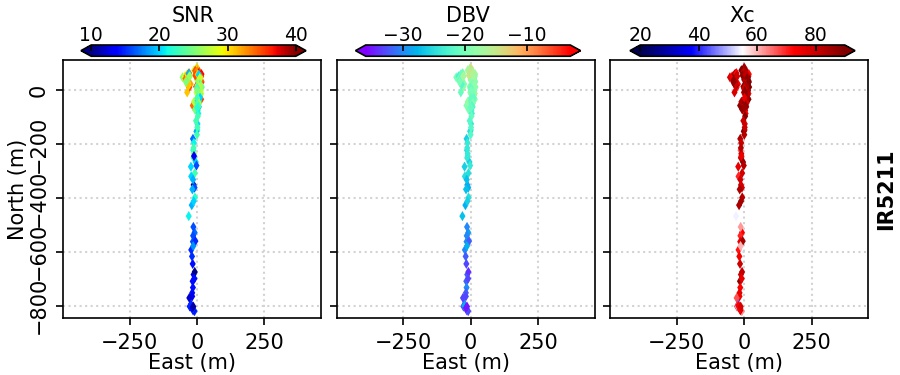 SNR DBV Xc
10 20 30 40 −30 −20 −10 20 40 60 80
North (m)
0
−200
−400
−600
−800
IR5211
−250 0 250 −250 0 250 −250 0 250
East (m) East (m) East (m)